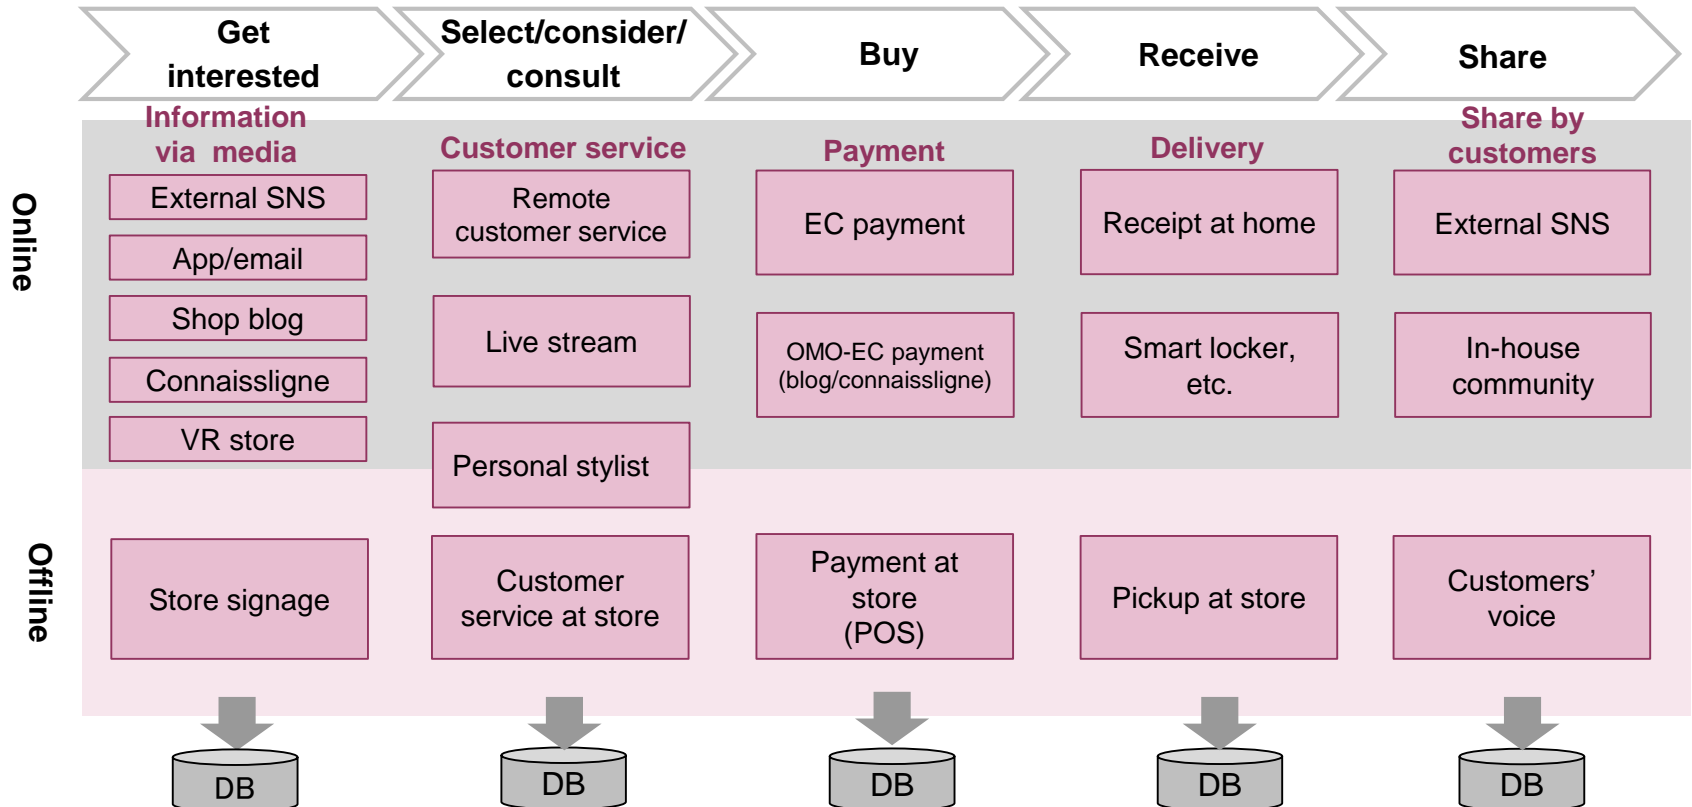 Get
interested
Select/consider/
consult
Buy
Receive
Share
Online
Information
via media
External SNS
App/email
Shop blog
Connaissligne
VR store
Customer service
Remote
customer service
Live stream
Personal stylist
Payment
EC payment
OMO-EC payment
(blog/connaissligne)
Delivery
Receipt at home
Smart locker,
etc.
Share by
customers
External SNS
In-house
community
Offline
Store signage
Customer
service at store
Payment at
store
(POS)
Pickup at store
Customers’
voice
DB
DB
DB
DB
DB